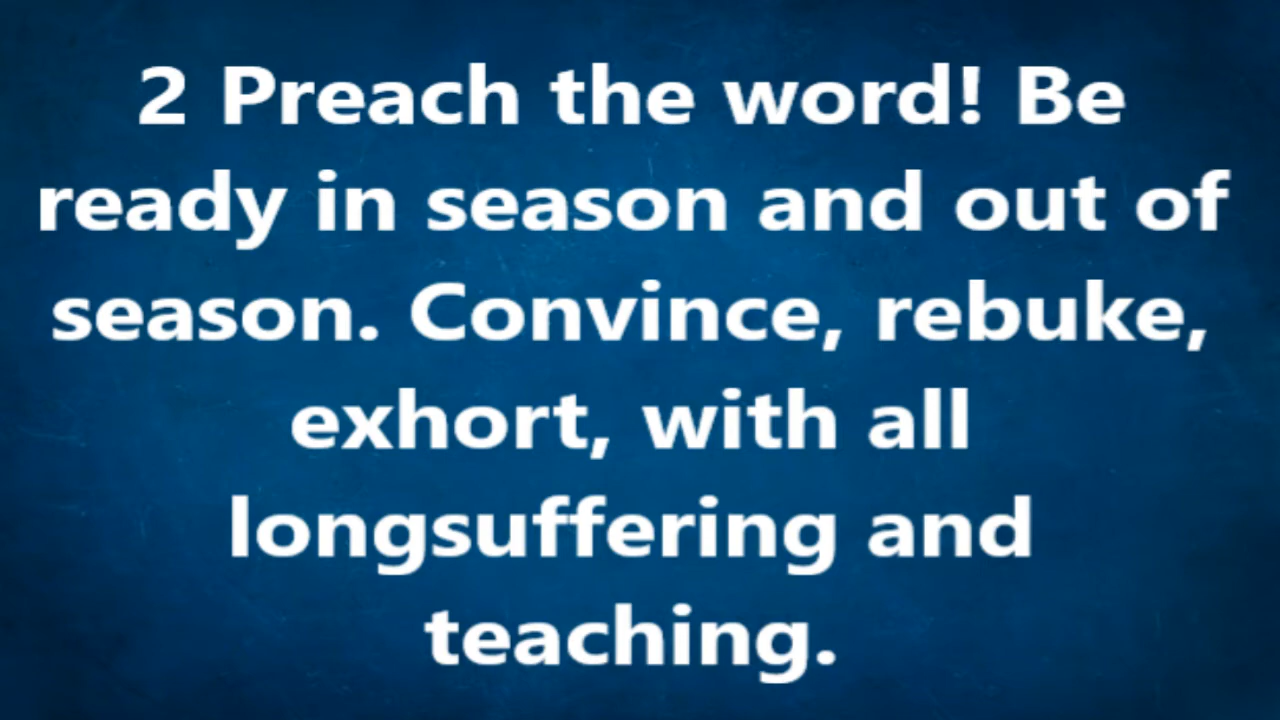 2 Preach the word! Be
ready in season and out of
season. Convince, rebuke,
exhort, with all
longsuffering and
teaching.